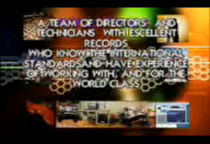 A TEAM OF DIRECTORS AND
TECHNICIANS WITH ESCELLENT
RECORDS
WHO KNOW THE INTERNATIONAL
STANDARDS AND HAVE EXPERIENCE
OF WORKING WITH, AND FOR THE
WORLD CLASS